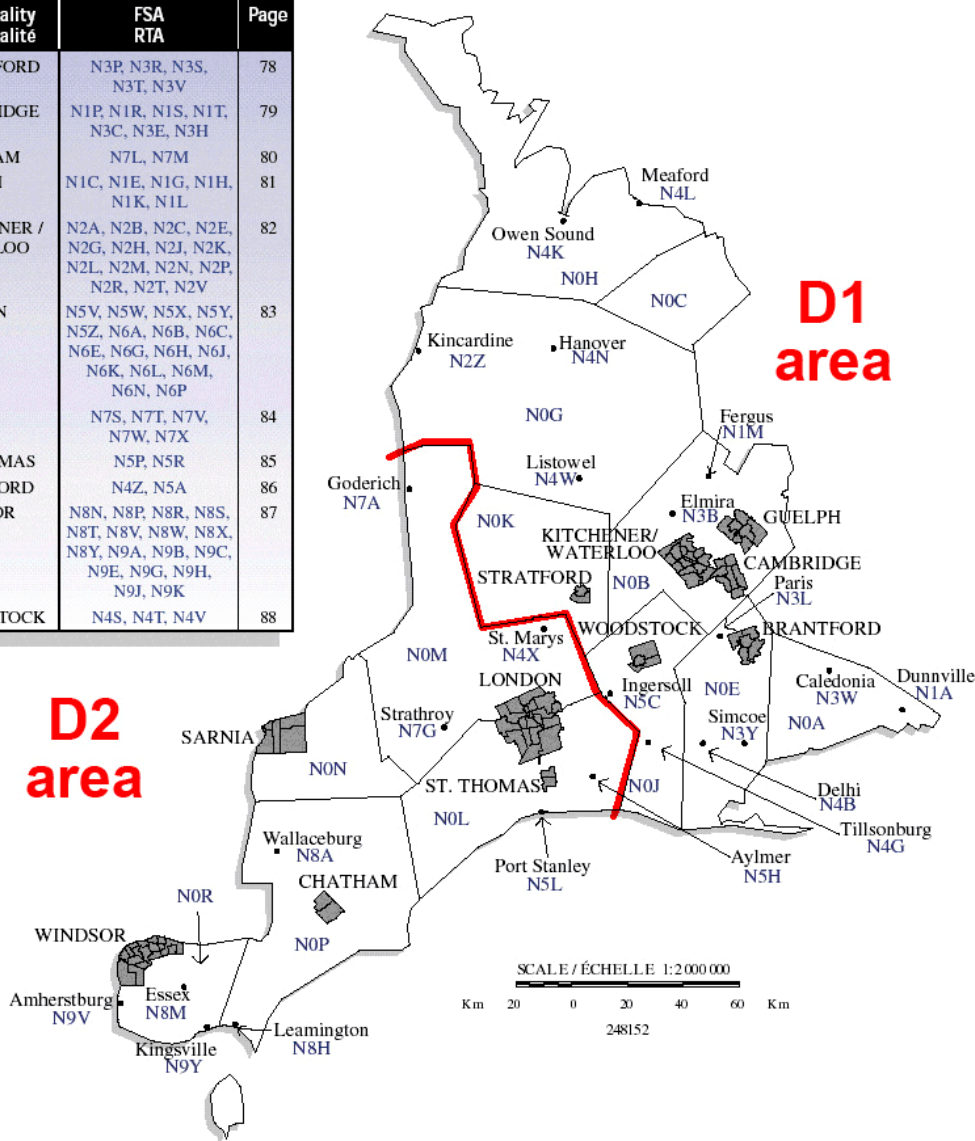 ality
alité
FSA
RTA
Page
FORD
N3P, N3R, N3S,
N3T, N3V
78
IDGE
N1P, N1R, N1S, N1T,
N3C, N3E, N3H
79
AM
N7L, N7M
80
N1C, N1E, N1G, N1H,
N1K, N1L
81
NER /
LOO
N2A, N2B, N2C, N2E,
N2G, N2H, N2J, N2K,
N2L, N2M, N2N, N2P,
N2R, N2T, N2V
82
N
N5V, N5W, N5X, N5Y,
N5Z, N6A, N6B, N6C,
N6E, N6G, N6H, N6J,
N6K, N6L, N6M,
N6N, N6P
83
N7S, N7T, N7V,
N7W, N7X
84
MAS
N5P, N5R
85
ORD
N4Z, N5A
86
OR
N8N, N8P, N8R, N8S,
N8T, N8V, N8W, N8X,
N8Y, N9A, N9B, N9C,
N9E, N9G, N9H,
N9J, N9K
87
TOCK
N4S, N4T, N4V
88
Meaford
N4L
Owen Sound
N4K
N0H
N0C
D1
area
Kincardine
N2Z
Hanover
N4N
N0G
Fergus
N1M
Goderich
N7A
Listowel
N4W
N0K
Elmira
N3B
GUELPH
KITCHENER/
WATERLOO
CAMBRIDGE
STRATFORD
N0B
Paris
N3L
St. Marys
N4X
WOODSTOCK
BRANTFORD
N0M
LONDON
Ingersoll
N5C
N0E
Caledonia
N3W
Dunnville
N1A
D2
area
SARNIA
Strathroy
N7G
Simcoe
N3Y
N0A
N0N
ST. THOMAS
N0J
Delhi
N4B
N0L
Tillsonburg
N4G
Wallaceburg
N8A
Port Stanley
N5L
Aylmer
N5H
CHATHAM
N0R
WINDSOR
N0P
SCALE / ÉCHELLE 1:2 000 000
Km 20 0 20 40 60 Km
248152
Amherstburg
N9V
Essex
N8M
Leamington
N8H
Kingsville
N9Y